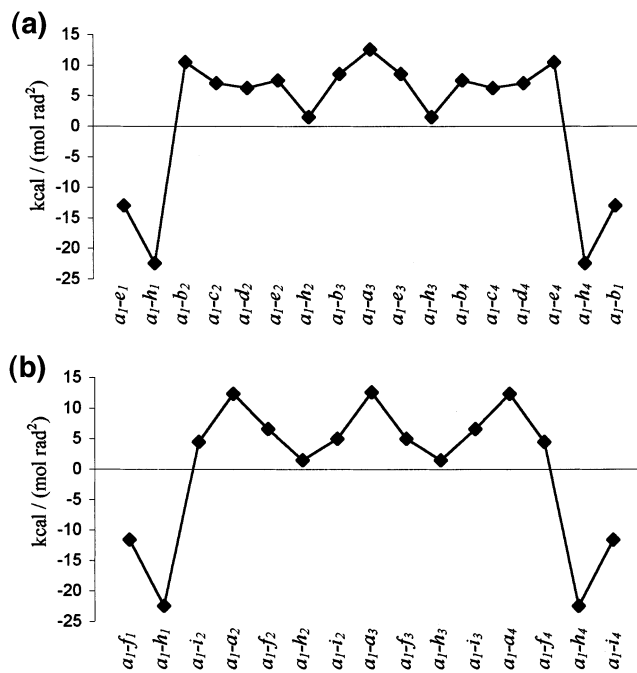 (a)
kcal / (mol rad²)
15
10
5
0
-5
-10
-15
-20
-25
a₁-e₁
a₁-h₁
a₁-b₂
a₁-c₂
a₁-d₂
a₁-e₂
a₁-h₂
a₁-b₃
a₁-a₃
a₁-e₃
a₁-h₃
a₁-b₄
a₁-c₄
a₁-d₄
a₁-e₄
a₁-h₄
a₁-b₁
(b)
kcal / (mol rad²)
15
10
5
0
-5
-10
-15
-20
-25
a₁-f₁
a₁-h₁
a₁-i₂
a₁-a₂
a₁-f₂
a₁-h₂
a₁-i₂
a₁-a₃
a₁-f₃
a₁-h₃
a₁-i₃
a₁-a₄
a₁-f₄
a₁-h₄
a₁-i₄